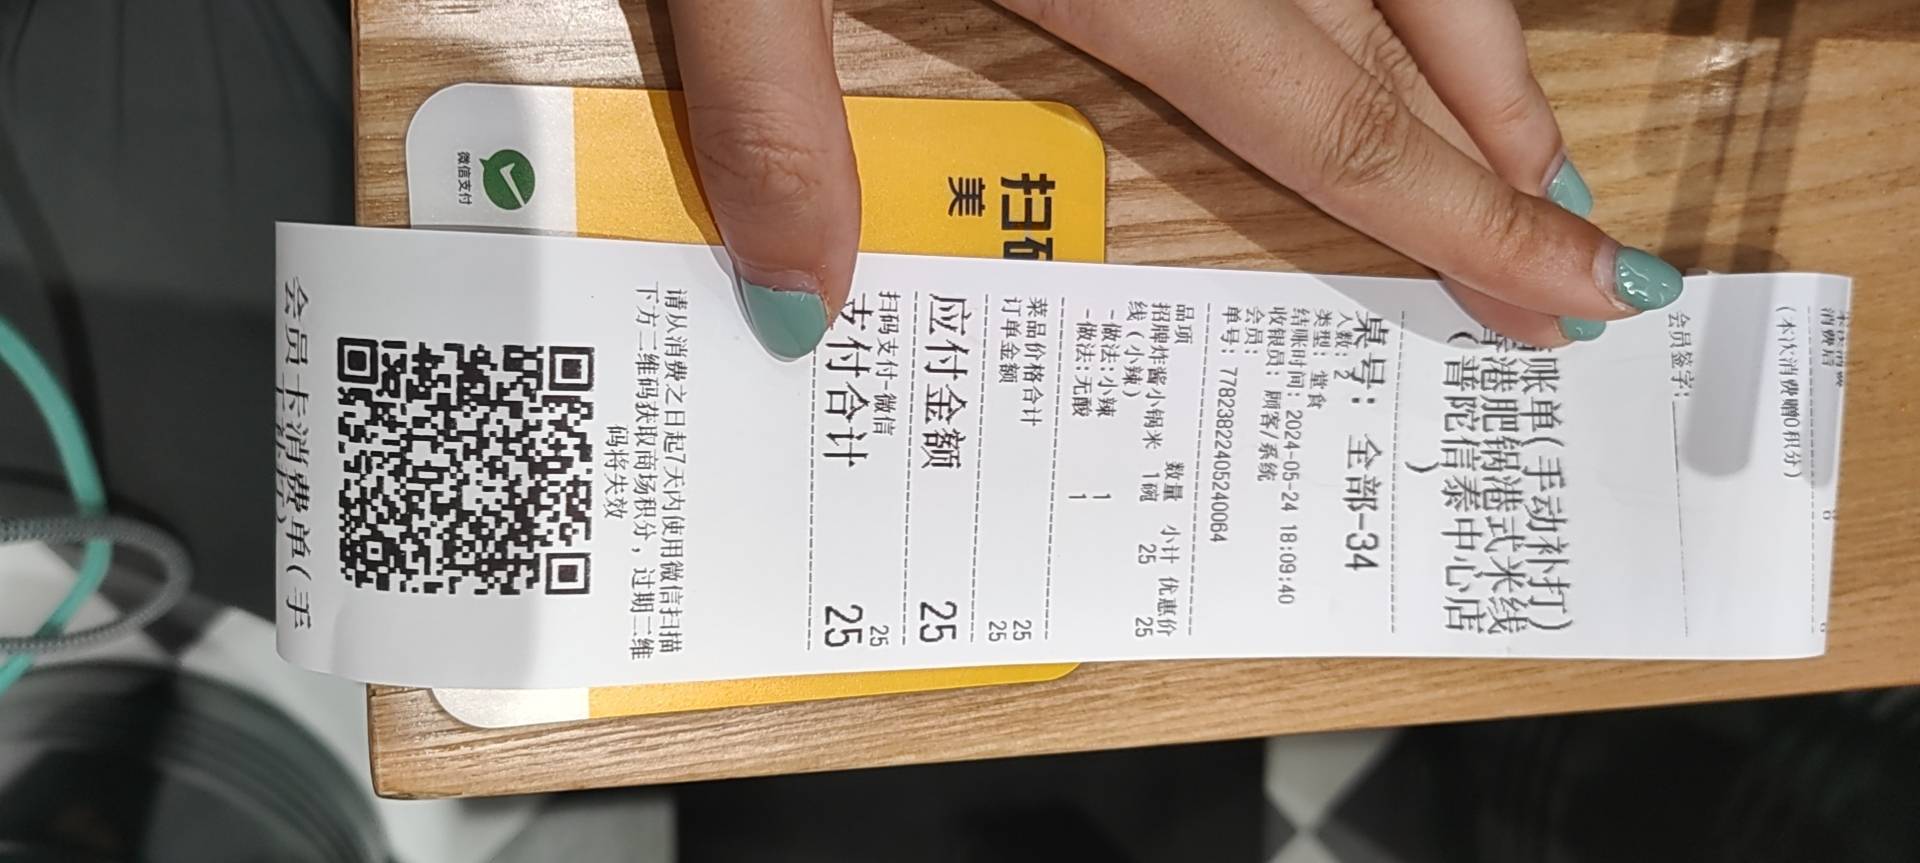 消费后
(本次消费赠0积分)
会员签字:
账单(手动补打)
港肥锅港式米线
(普陀信泰中心店
)
桌号: 全部-34
人数: 2
类型: 堂食
结账时间: 2024-05-24 18:09:40
收银员: 顾客/系统
会员:
单号: 77823822405240064
品项 数量 小计 优惠价
招牌炸酱小锅米 1碗 25 25
线(小辣)
-做法:小辣 1
-做法:无酸 1
菜品价格合计 25
订单金额 25
应付金额 25
扫码支付-微信 25
支付合计 25
请从消费之日起7天内使用微信扫描
下方二维码获取商场积分, 过期二维
码将失效
会员卡消费单(手
扫码
美
微信支付